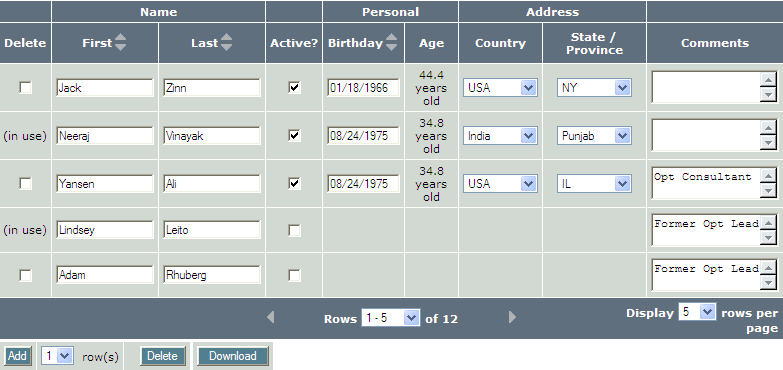 Name Personal Address
Delete First Last Active? Birthday Age Country State / Province Comments
Jack Zinn 01/18/1966 44.4 years old USA NY
(in use) Neeraj Vinayak 08/24/1975 34.8 years old India Punjab
Yansen Ali 08/24/1975 34.8 years old USA IL Opt Consultant
(in use) Lindsey Leito Former Opt Lead
Adam Rhuberg Former Opt Lead
Rows 1 - 5 of 12 Display 5 rows per page
Add 1 row(s) Delete Download